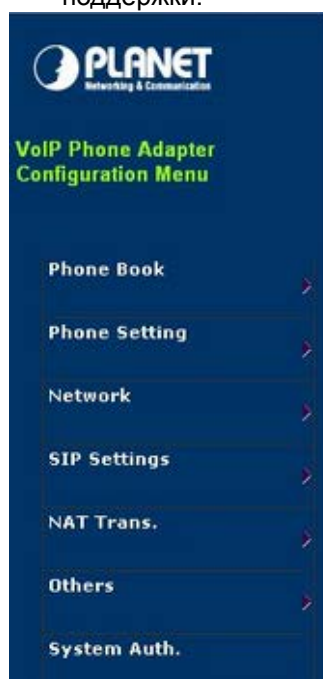 поддержки.
PLANET
Networking & Communication
VoIP Phone Adapter
Configuration Menu
Phone Book
Phone Setting
Network
SIP Settings
NAT Trans.
Others
System Auth.